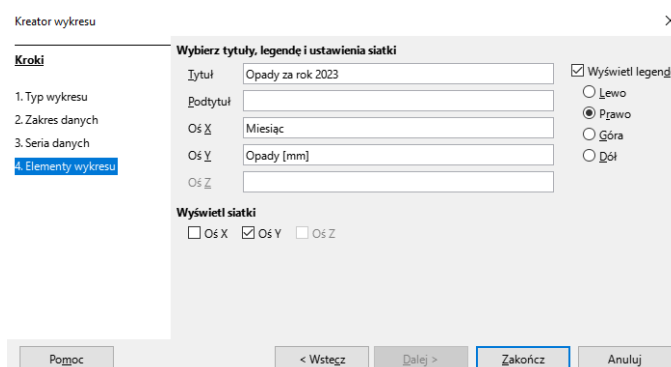 Kreator wykresu
Kroki
1. Typ wykresu
2. Zakres danych
3. Seria danych
4. Elementy wykresu
Wybierz tytuły, legendę i ustawienia siatki
Tytuł Opady za rok 2023
Podtytuł
Oś X Miesiąc
Oś Y Opady [mm]
Oś Z
Wyświetl legend
Lewo
Prawo
Góra
Dół
Wyświetl siatki
Oś X Oś Y Oś Z
Pomoc < Wstecz Dalej > Zakończ Anuluj